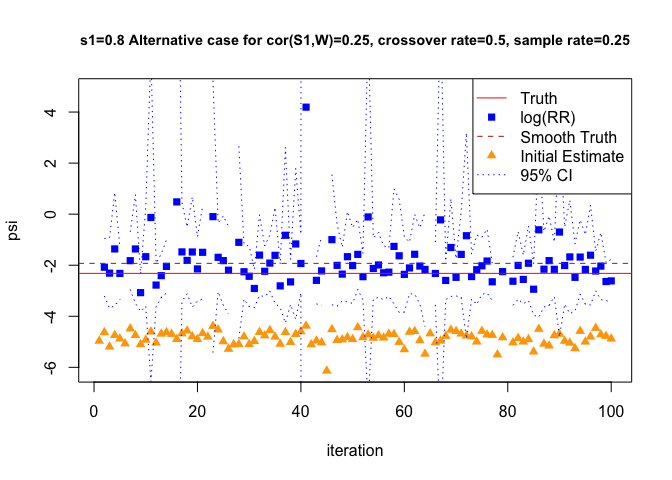 s1=0.8 Alternative case for cor(S1,W)=0.25, crossover rate=0.5, sample rate=0.25
Truth
log(RR)
Smooth Truth
Initial Estimate
95% CI
psi
4
2
0
-2
-4
-6
0 20 40 60 80 100
iteration